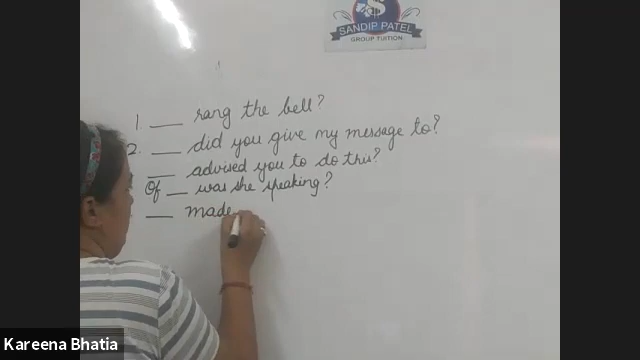 SANDIP PATEL
GROUP TUITION
1. ___ rang the bell?
2. ___ did you give my message to?
___ advised you to do this?
Of ___ was she speaking?
___ made
Kareena Bhatia